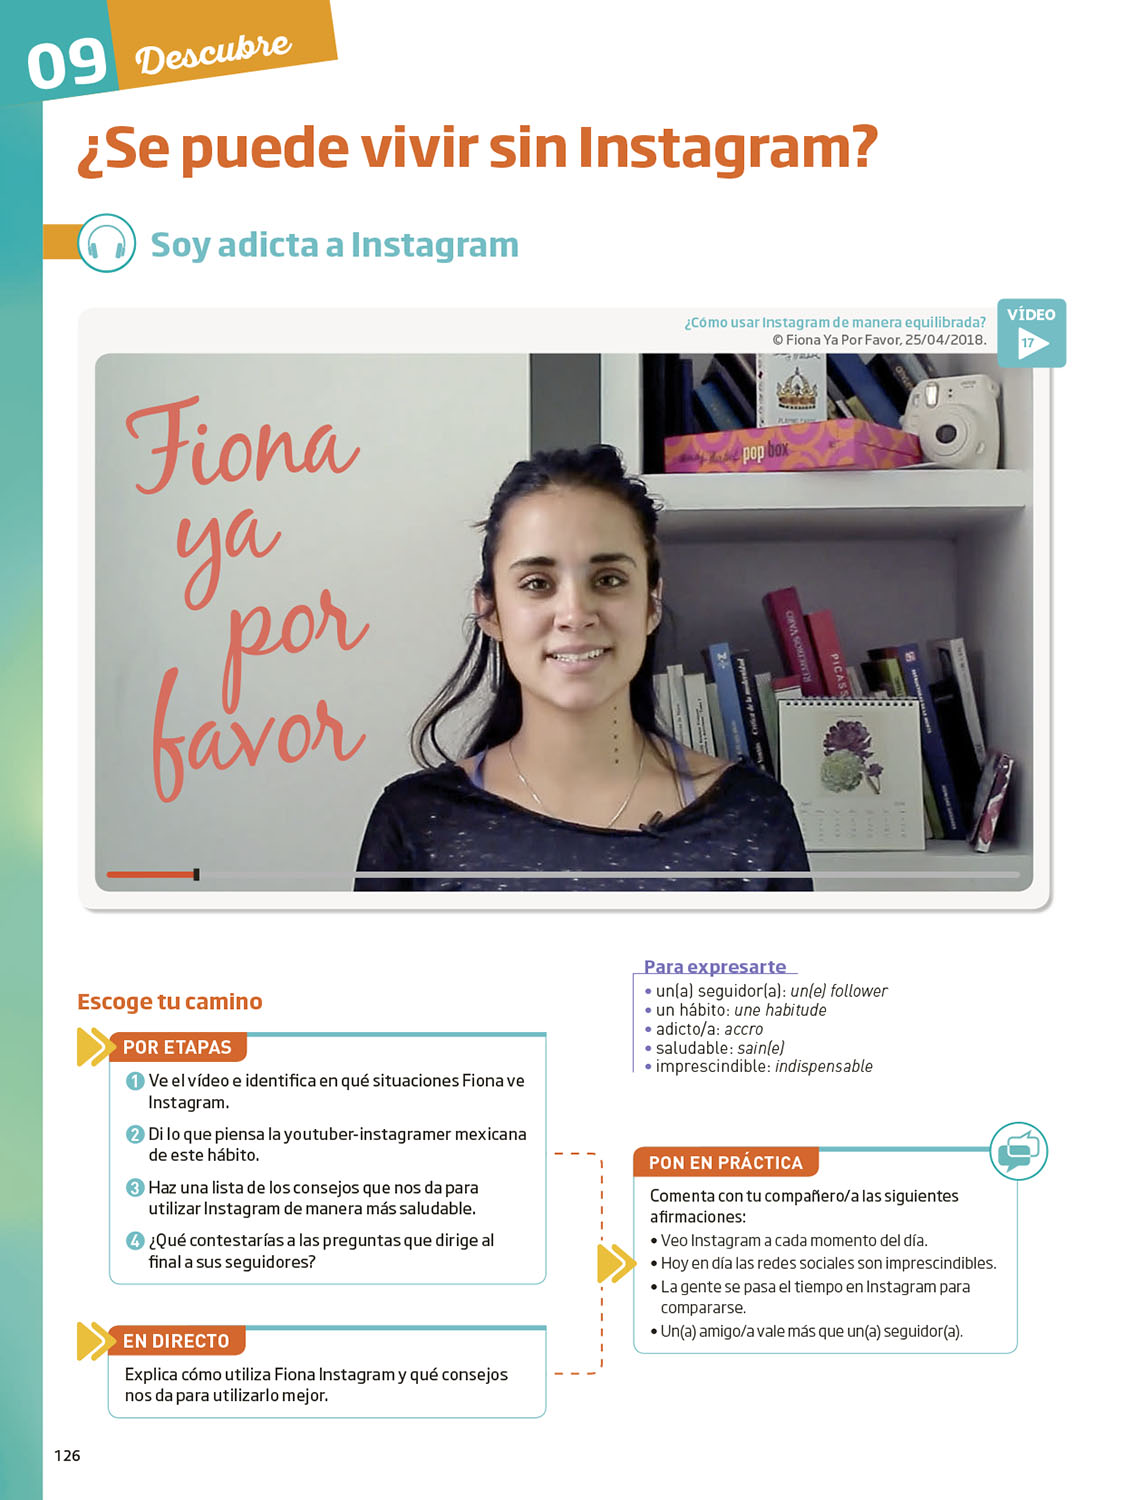 09 Descubre
¿Se puede vivir sin Instagram?
Soy adicta a Instagram
¿Cómo usar Instagram de manera equilibrada?
© Fiona Ya Por Favor, 25/04/2018.
VÍDEO
17
Fiona
ya
por
favor
pop box
REMEDIOS VARO
PICASSO
Escoge tu camino
POR ETAPAS
1 Ve el vídeo e identifica en qué situaciones Fiona ve
Instagram.
2 Di lo que piensa la youtuber-instagramer mexicana
de este hábito.
3 Haz una lista de los consejos que nos da para
utilizar Instagram de manera más saludable.
4 ¿Qué contestarías a las preguntas que dirige al
final a sus seguidores?
EN DIRECTO
Explica cómo utiliza Fiona Instagram y qué consejos
nos da para utilizarlo mejor.
Para expresarte
• un(a) seguidor(a): un(e) follower
• un hábito: une habitude
• adicto/a: accro
• saludable: sain(e)
• imprescindible: indispensable
PON EN PRÁCTICA
Comenta con tu compañero/a las siguientes
afirmaciones:
• Veo Instagram a cada momento del día.
• Hoy en día las redes sociales son imprescindibles.
• La gente se pasa el tiempo en Instagram para
compararse.
• Un(a) amigo/a vale más que un(a) seguidor(a).
126